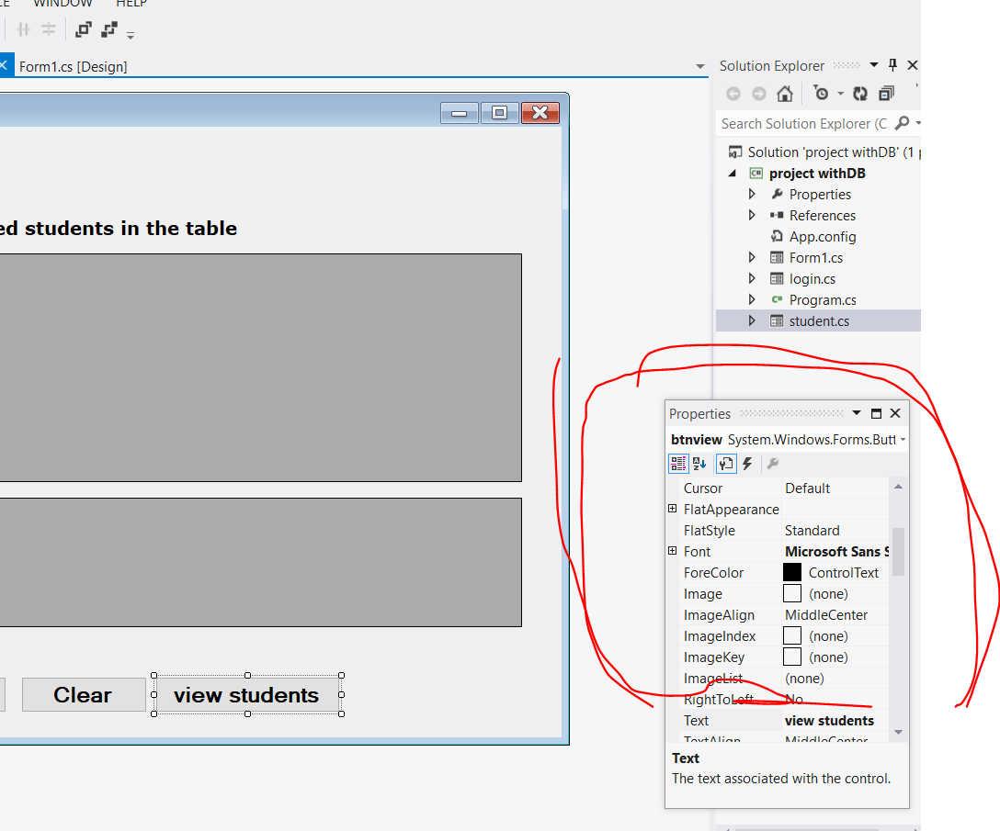 WINDOW HELP
Form1.cs [Design]
Solution Explorer
Search Solution Explorer (C
Solution 'project withDB' (1
project withDB
Properties
References
App.config
Form1.cs
login.cs
Program.cs
student.cs
ed students in the table
Clear
view students
Properties
btnview System.Windows.Forms.Butt
Cursor Default
FlatAppearance
FlatStyle Standard
Font Microsoft Sans S
ForeColor ControlText
Image (none)
ImageAlign MiddleCenter
ImageIndex (none)
ImageKey (none)
ImageList (none)
RightToLeft No
Text view students
TextAlign MiddleCenter
Text
The text associated with the control.